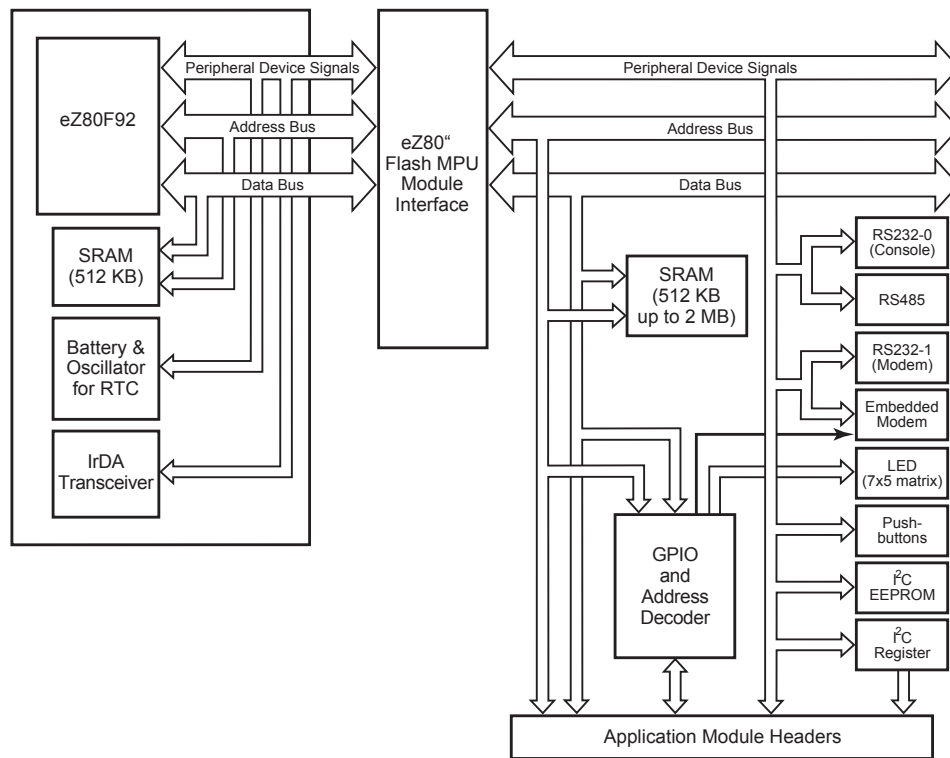 eZ80F92
Peripheral Device Signals
Address Bus
Data Bus
SRAM
(512 KB)
Battery &
Oscillator
for RTC
IrDA
Transceiver
eZ80“
Flash MPU
Module
Interface
Peripheral Device Signals
Address Bus
Data Bus
SRAM
(512 KB
up to 2 MB)
GPIO
and
Address
Decoder
RS232-0
(Console)
RS485
RS232-1
(Modem)
Embedded
Modem
LED
(7x5 matrix)
Push-
buttons
I²C
EEPROM
I²C
Register
Application Module Headers